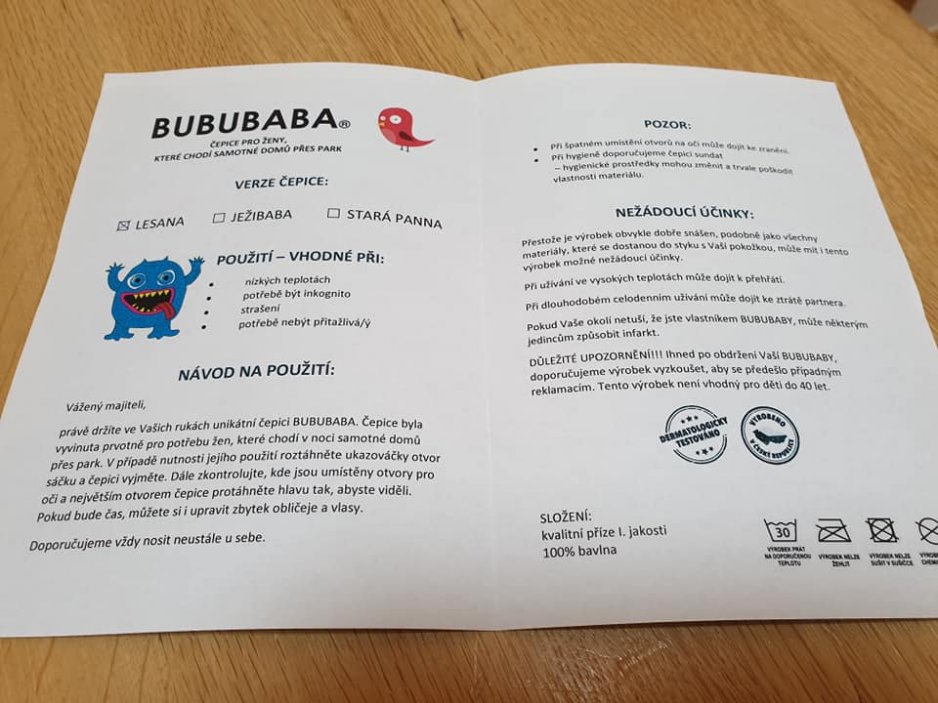 BUBUBABA®
ČEPICE PRO ŽENY,
KTERÉ CHODÍ SAMOTNÉ DOMŮ PŘES PARK
VERZE ČEPICE:
☒ LESANA ☐ JEŽIBABA ☐ STARÁ PANNA
POUŽITÍ – VHODNÉ PŘI:
• nízkých teplotách
• potřebě být inkognito
• strašení
• potřebě nebýt přitažlivá/ý
NÁVOD NA POUŽITÍ:
Vážený majiteli,
právě držíte ve Vašich rukách unikátní čepici BUBUBABA. Čepice byla
vyvinuta prvotně pro potřebu žen, které chodí v noci samotné domů
přes park. V případě nutnosti jejího použití roztáhněte ukazováčky otvor
sáčku a čepici vyjměte. Dále zkontrolujte, kde jsou umístěny otvory pro
oči a největším otvorem čepice protáhněte hlavu tak, abyste viděli.
Pokud bude čas, můžete si i upravit zbytek obličeje a vlasy.
Doporučujeme vždy nosit neustále u sebe.
POZOR:
• Při špatném umístění otvorů na oči může dojít ke zranění.
• Při hygieně doporučujeme čepici sundat
– hygienické prostředky mohou změnit a trvale poškodit
vlastnosti materiálu.
NEŽÁDOUCÍ ÚČINKY:
Přestože je výrobek obvykle dobře snášen, podobně jako všechny
materiály, které se dostanou do styku s Vaší pokožkou, může mít i tento
výrobek možné nežádoucí účinky.
Při užívání ve vysokých teplotách může dojít k přehřátí.
Při dlouhodobém celodenním užívání může dojít ke ztrátě partnera.
Pokud Vaše okolí netuší, že jste vlastníkem BUBUBABY, může některým
jedincům způsobit infarkt.
DŮLEŽITÉ UPOZORNĚNÍ!!! Ihned po obdržení Vaší BUBUBABY,
doporučujeme výrobek vyzkoušet, aby se předešlo případným
reklamacím. Tento výrobek není vhodný pro děti do 40 let.
DERMATOLOGICKY
TESTOVÁNO
VYROBENO
V ČESKÉ REPUBLICE
SLOŽENÍ:
kvalitní příze I. jakosti
100% bavlna
30
VÝROBEK PRÁT
NA DOPORUČENOU
TEPLOTU
VÝROBEK NELZE
ŽEHLIT
VÝROBEK NELZE
SUŠIT V SUŠIČCE